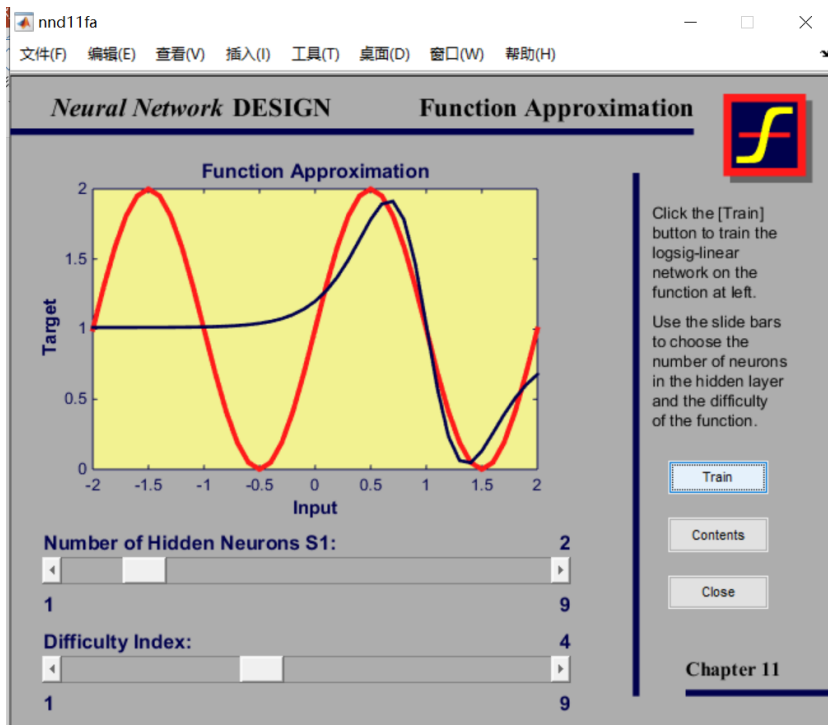 nnd11fa
文件(F) 编辑(E) 查看(V) 插入(I) 工具(T) 桌面(D) 窗口(W) 帮助(H)
Neural Network DESIGN
Function Approximation
Function Approximation
2
1.5
1
0.5
0
Target
-2 -1.5 -1 -0.5 0 0.5 1 1.5 2
Input
Click the [Train]
button to train the
logsig-linear
network on the
function at left.
Use the slide bars
to choose the
number of neurons
in the hidden layer
and the difficulty
of the function.
Train
Contents
Close
Number of Hidden Neurons S1: 2
1 9
Difficulty Index: 4
1 9
Chapter 11